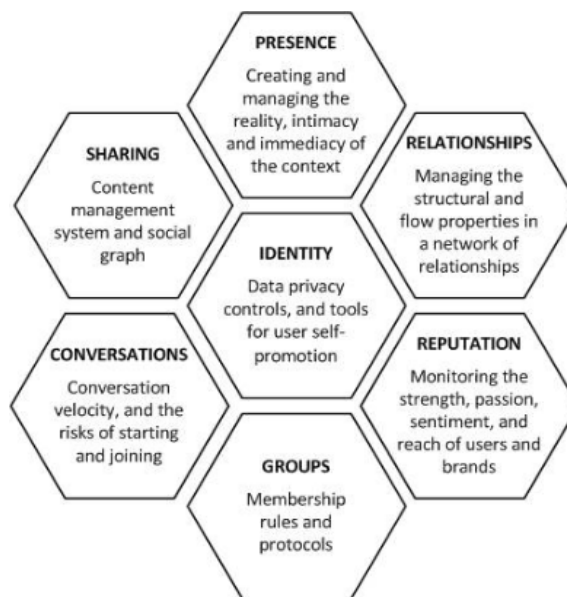 PRESENCE
Creating and
managing the
reality, intimacy
and immediacy of
the context
SHARING
Content
management
system and social
graph
RELATIONSHIPS
Managing the
structural and
flow properties in
a network of
relationships
IDENTITY
Data privacy
controls, and tools
for user self-
promotion
CONVERSATIONS
Conversation
velocity, and the
risks of starting
and joining
REPUTATION
Monitoring the
strength, passion,
sentiment, and
reach of users and
brands
GROUPS
Membership
rules and
protocols